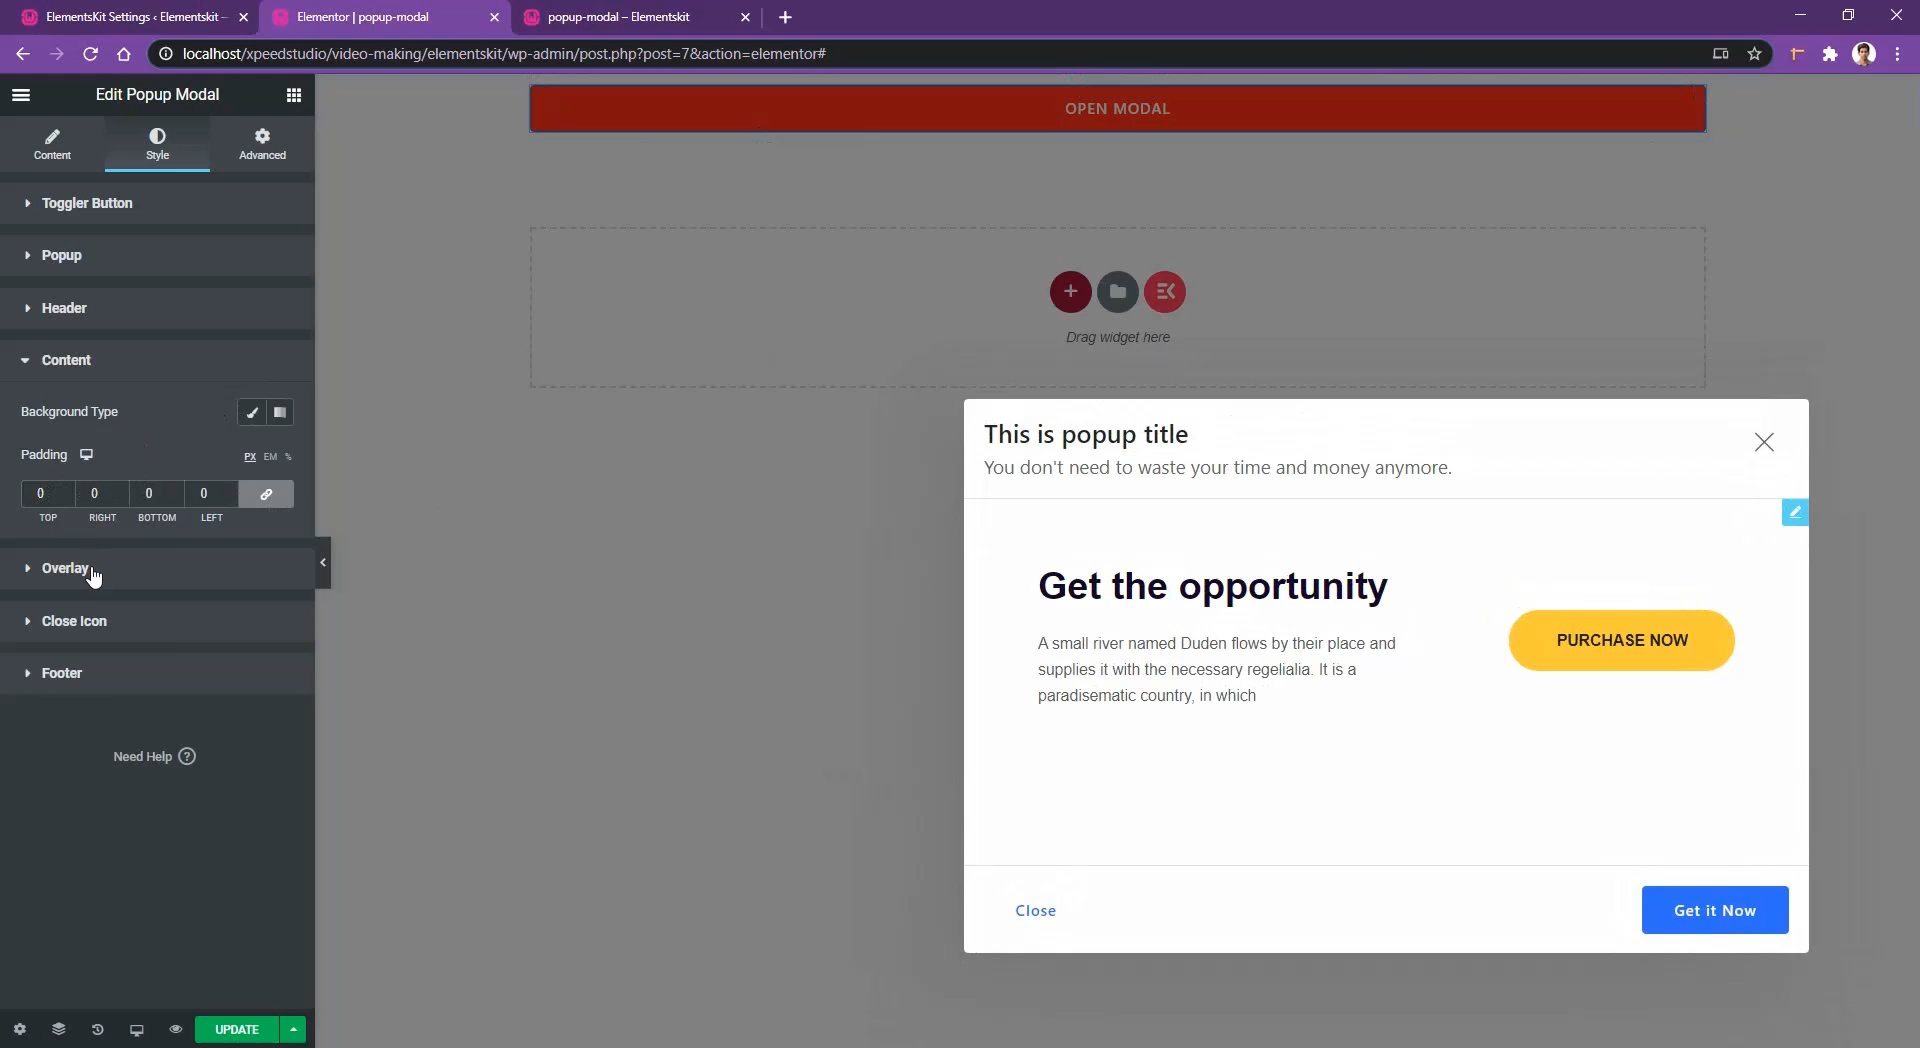 ElementsKit Settings ‹ Elementskit –
Elementor | popup-modal
popup-modal – Elementskit
localhost/xpeedstudio/video-making/elementskit/wp-admin/post.php?post=7&action=elementor#
Edit Popup Modal
Content
Style
Advanced
Toggler Button
Popup
Header
Content
Background Type
Padding
PX EM %
0 0 0 0
TOP RIGHT BOTTOM LEFT
Overlay
Close Icon
Footer
Need Help ?
UPDATE
OPEN MODAL
Drag widget here
This is popup title
You don't need to waste your time and money anymore.
Get the opportunity
A small river named Duden flows by their place and
supplies it with the necessary regelialia. It is a
paradisematic country, in which
PURCHASE NOW
Close
Get it Now